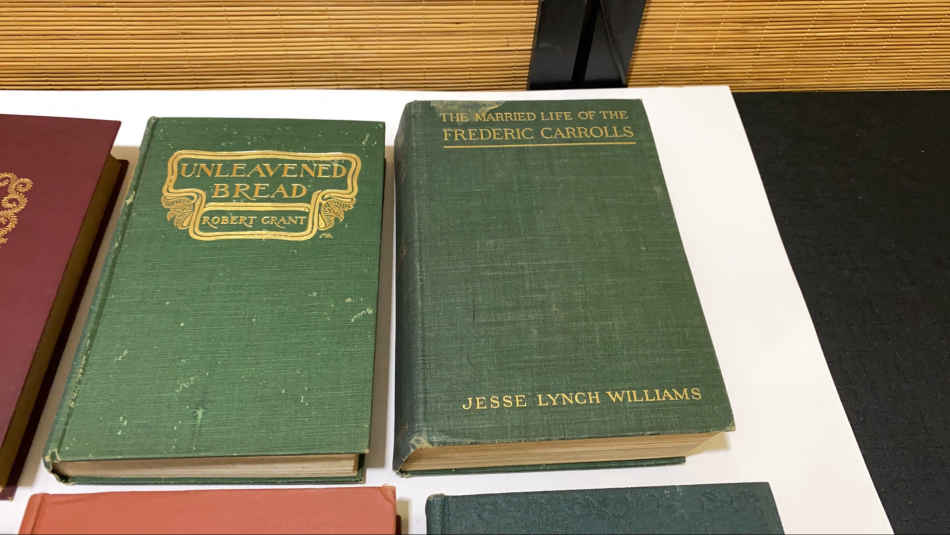 UNLEAVENED
BREAD
ROBERT GRANT
THE MARRIED LIFE OF THE
FREDERIC CARROLLS
JESSE LYNCH WILLIAMS